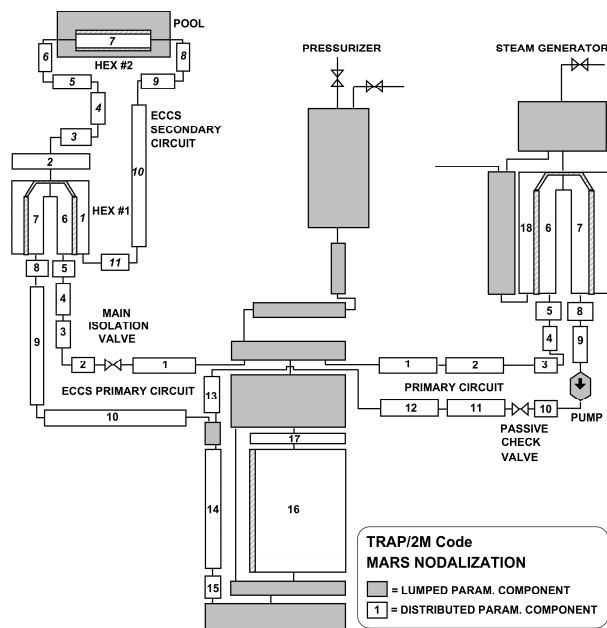 POOL
6
7
8
HEX #2
5
9
4
3
2
ECCS
SECONDARY
CIRCUIT
10
7
6
1
HEX #1
11
8
5
4
3
9
MAIN
ISOLATION
VALVE
2
1
ECCS PRIMARY CIRCUIT
10
PRESSURIZER
STEAM GENERATOR
18
6
7
5
8
4
9
1
2
3
PRIMARY CIRCUIT
13
12
11
10
PUMP
PASSIVE
CHECK
VALVE
17
14
16
15
TRAP/2M Code
MARS NODALIZATION
= LUMPED PARAM. COMPONENT
1 = DISTRIBUTED PARAM. COMPONENT